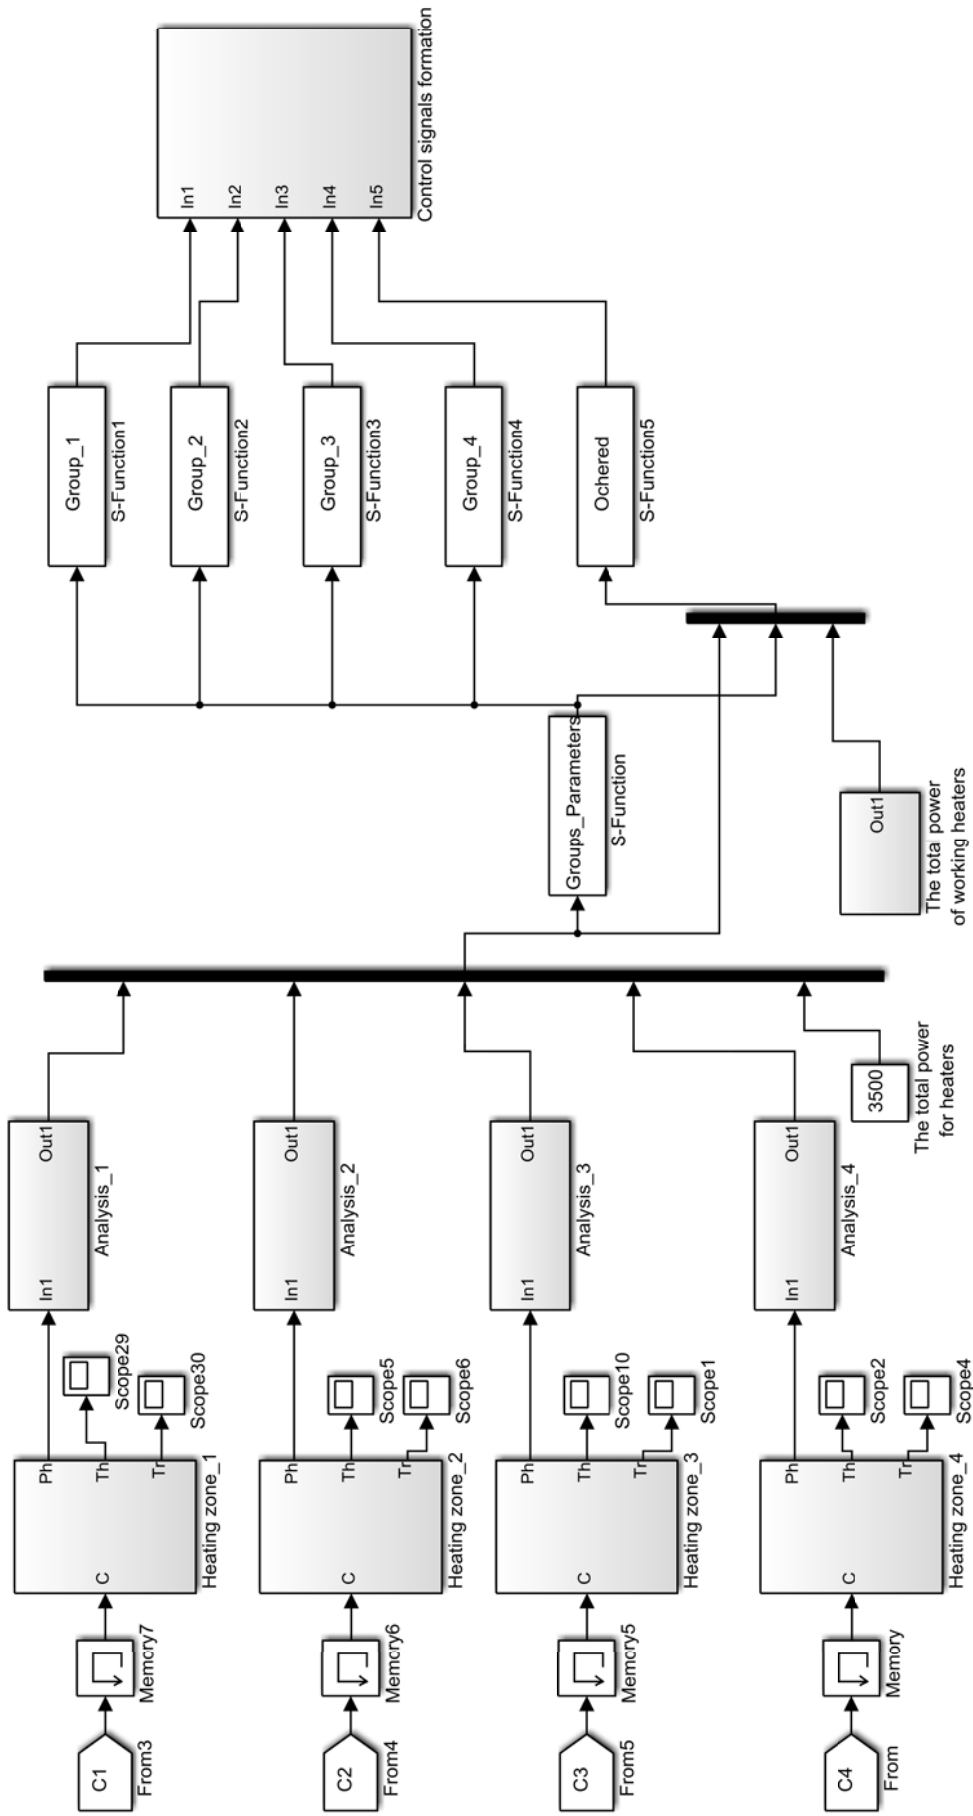 C1
From3
Memory7
C
Ph
Th
Tr
Heating zone_1
Scope29
Scope30
In1
Out1
Analysis_1
C2
From4
Memory6
C
Ph
Th
Tr
Heating zone_2
Scope5
Scope6
In1
Out1
Analysis_2
C3
From5
Memory5
C
Ph
Th
Tr
Heating zone_3
Scope10
Scope1
In1
Out1
Analysis_3
C4
From
Memory
C
Ph
Th
Tr
Heating zone_4
Scope2
Scope4
In1
Out1
Analysis_4
3500
The total power
for heaters
Groups_Parameters
S-Function
Out1
The tota power
of working heaters
Group_1
S-Function1
Group_2
S-Function2
Group_3
S-Function3
Group_4
S-Function4
Ochered
S-Function5
In1
In2
In3
In4
In5
Control signals formation